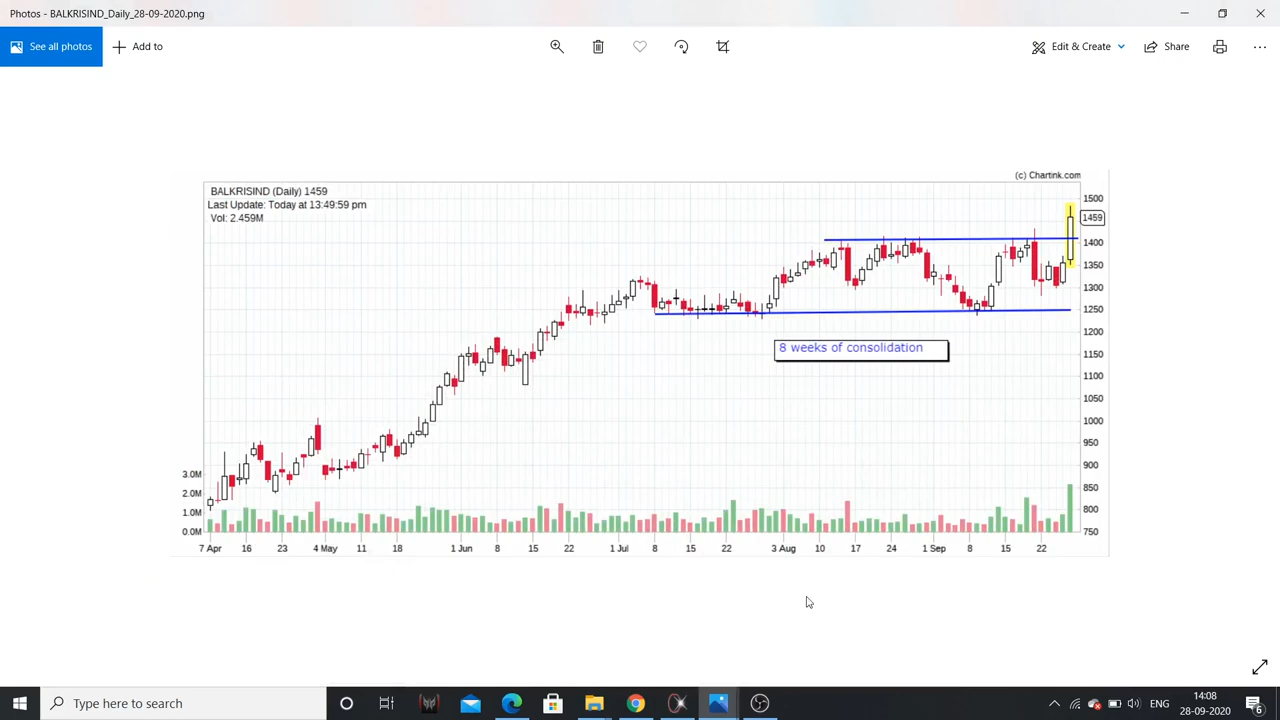 Photos - BALKRISIND_Daily_28-09-2020.png
See all photos
Add to
Edit & Create
Share
(c) Chartink.com
BALKRISIND (Daily) 1459
Last Update: Today at 13:49:59 pm
Vol: 2.459M
1500
1459
1400
1350
1300
1250
1200
1150
1100
1050
1000
950
900
850
800
750
8 weeks of consolidation
3.0M
2.0M
1.0M
0.0M
7 Apr 16 23 4 May 11 18 1 Jun 8 15 22 1 Jul 8 15 22 3 Aug 10 17 24 1 Sep 8 15 22
Type here to search
ENG
14:08
28-09-2020
6